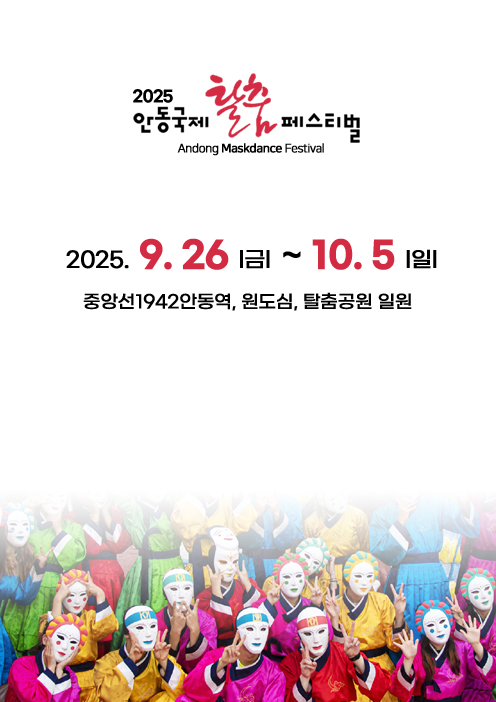 2025
안동국제 탈춤 페스티벌
Andong Maskdance Festival
2025. 9. 26 |금| ~ 10. 5 |일|
중앙선1942안동역, 원도심, 탈춤공원 일원